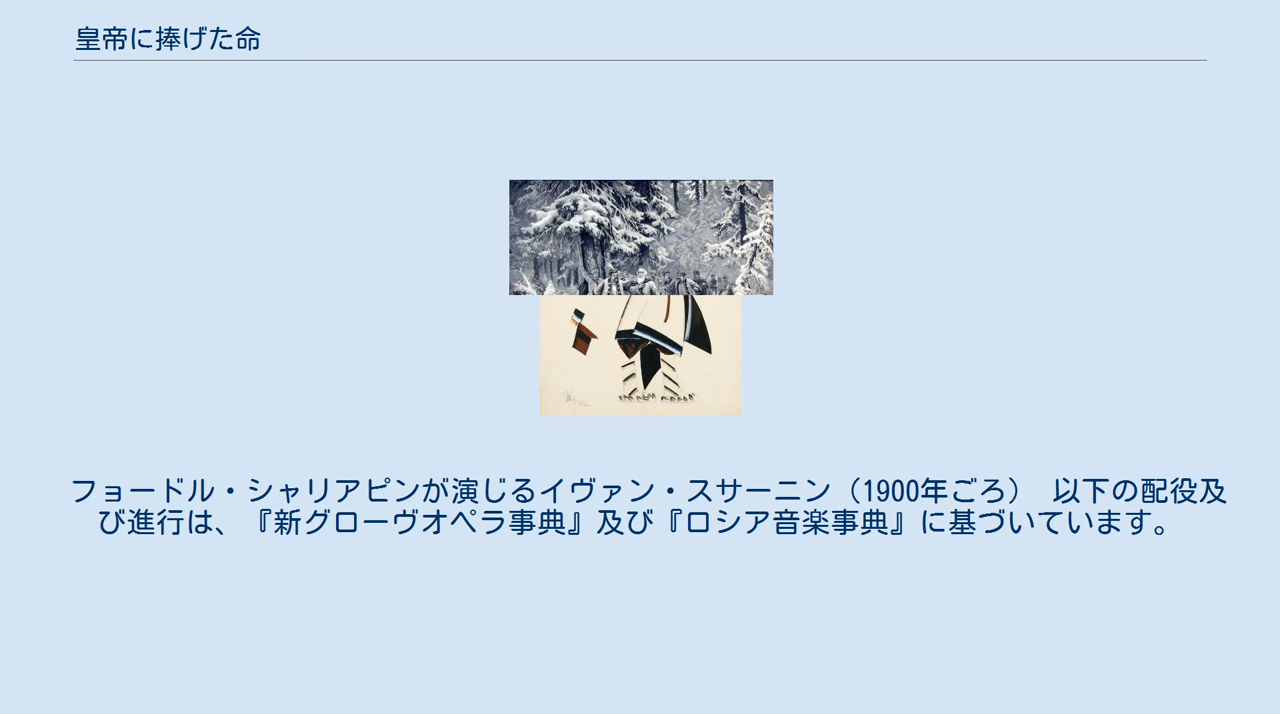 皇帝に捧げた命
フョードル・シャリアピンが演じるイヴァン・スサーニン（1900年ごろ）　以下の配役及
び進行は、『新グローヴオペラ事典』及び『ロシア音楽事典』に基づいています。